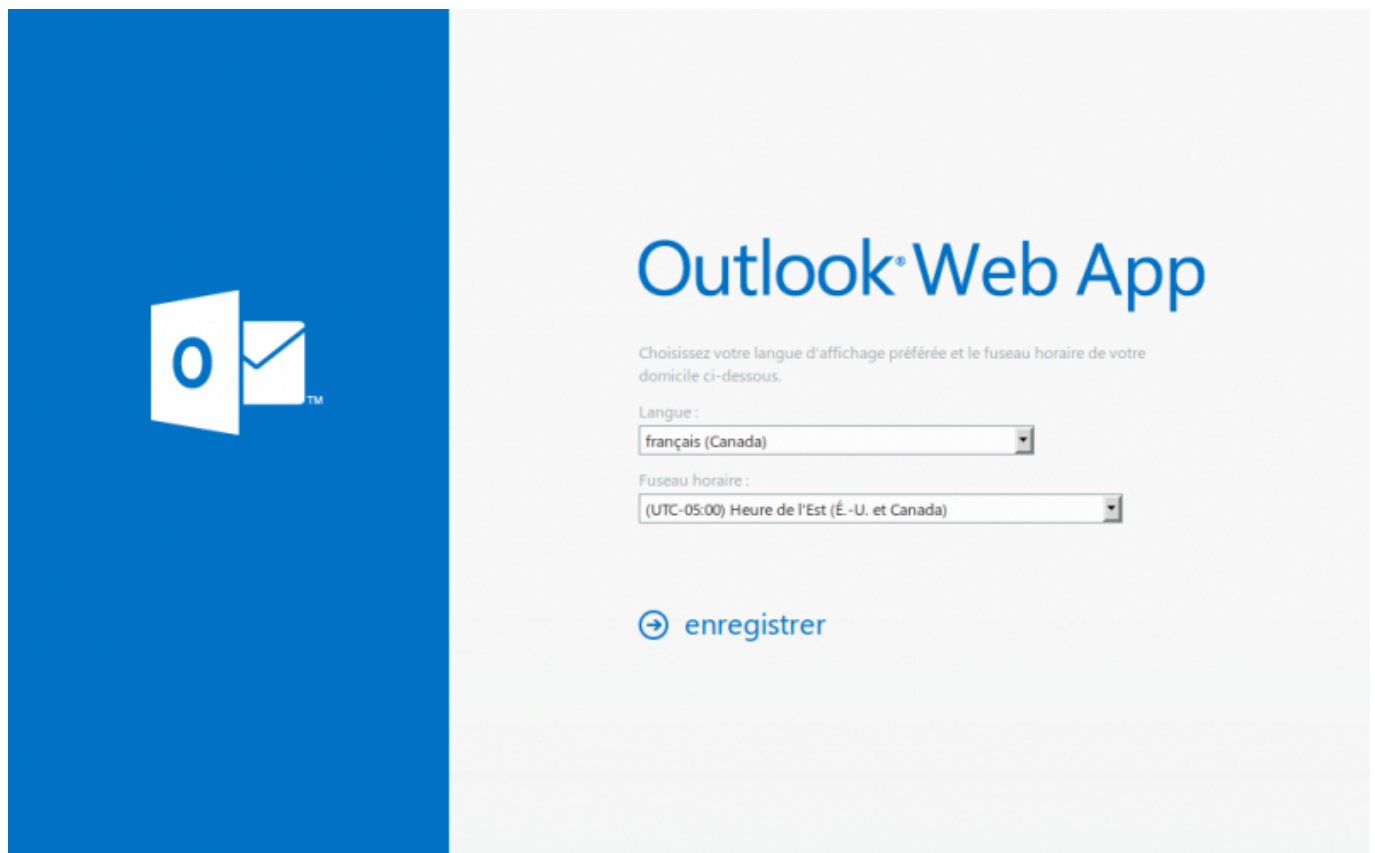 Outlook® Web App
Choisissez votre langue d'affichage préférée et le fuseau horaire de votre
domicile ci-dessous.
Langue :
français (Canada)
Fuseau horaire :
(UTC-05:00) Heure de l'Est (É.-U. et Canada)
O
TM
enregistrer